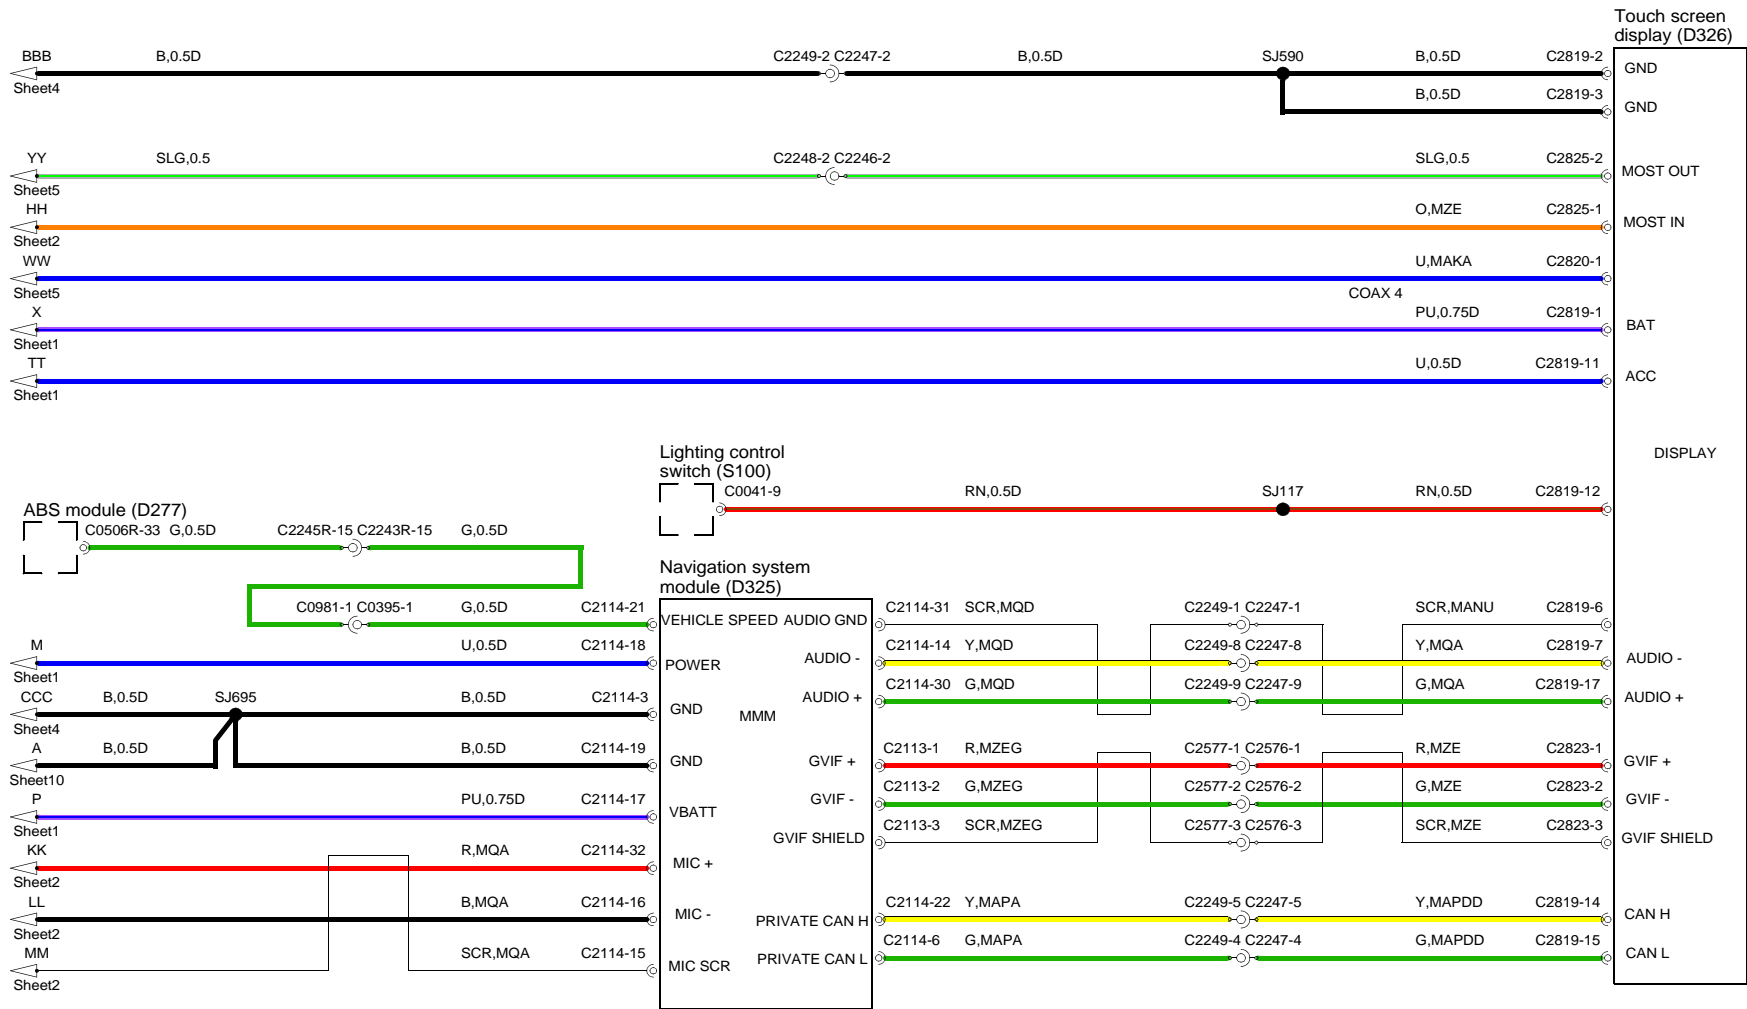 Touch screen
display (D326)
BBB B,0.5D C2249-2 C2247-2 B,0.5D SJ590 B,0.5D C2819-2 GND
Sheet4
B,0.5D C2819-3 GND
YY SLG,0.5 C2248-2 C2246-2 SLG,0.5 C2825-2 MOST OUT
Sheet5
HH O,MZE C2825-1 MOST IN
Sheet2
WW U,MAKA C2820-1
Sheet5 COAX 4
X PU,0.75D C2819-1 BAT
Sheet1
TT U,0.5D C2819-11 ACC
Sheet1
DISPLAY
Lighting control
switch (S100)
C0041-9 RN,0.5D SJ117 RN,0.5D C2819-12
ABS module (D277)
C0506R-33 G,0.5D C2245R-15 C2243R-15 G,0.5D
Navigation system
module (D325)
C0981-1 C0395-1 G,0.5D C2114-21 VEHICLE SPEED AUDIO GND C2114-31 SCR,MQD C2249-1 C2247-1 SCR,MANU C2819-6
M U,0.5D C2114-18 POWER AUDIO - C2114-14 Y,MQD C2249-8 C2247-8 Y,MQA C2819-7 AUDIO -
Sheet1
CCC B,0.5D SJ695 B,0.5D C2114-3 GND AUDIO + C2114-30 G,MQD C2249-9 C2247-9 G,MQA C2819-17 AUDIO +
Sheet4 MMM
A B,0.5D B,0.5D C2114-19 GND GVIF + C2113-1 R,MZEG C2577-1 C2576-1 R,MZE C2823-1 GVIF +
Sheet10
P PU,0.75D C2114-17 VBATT GVIF - C2113-2 G,MZEG C2577-2 C2576-2 G,MZE C2823-2 GVIF -
Sheet1
GVIF SHIELD C2113-3 SCR,MZEG C2577-3 C2576-3 SCR,MZE C2823-3 GVIF SHIELD
KK R,MQA C2114-32 MIC +
Sheet2
LL B,MQA C2114-16 MIC - PRIVATE CAN H C2114-22 Y,MAPA C2249-5 C2247-5 Y,MAPDD C2819-14 CAN H
Sheet2
MM SCR,MQA C2114-15 MIC SCR PRIVATE CAN L C2114-6 G,MAPA C2249-4 C2247-4 G,MAPDD C2819-15 CAN L
Sheet2